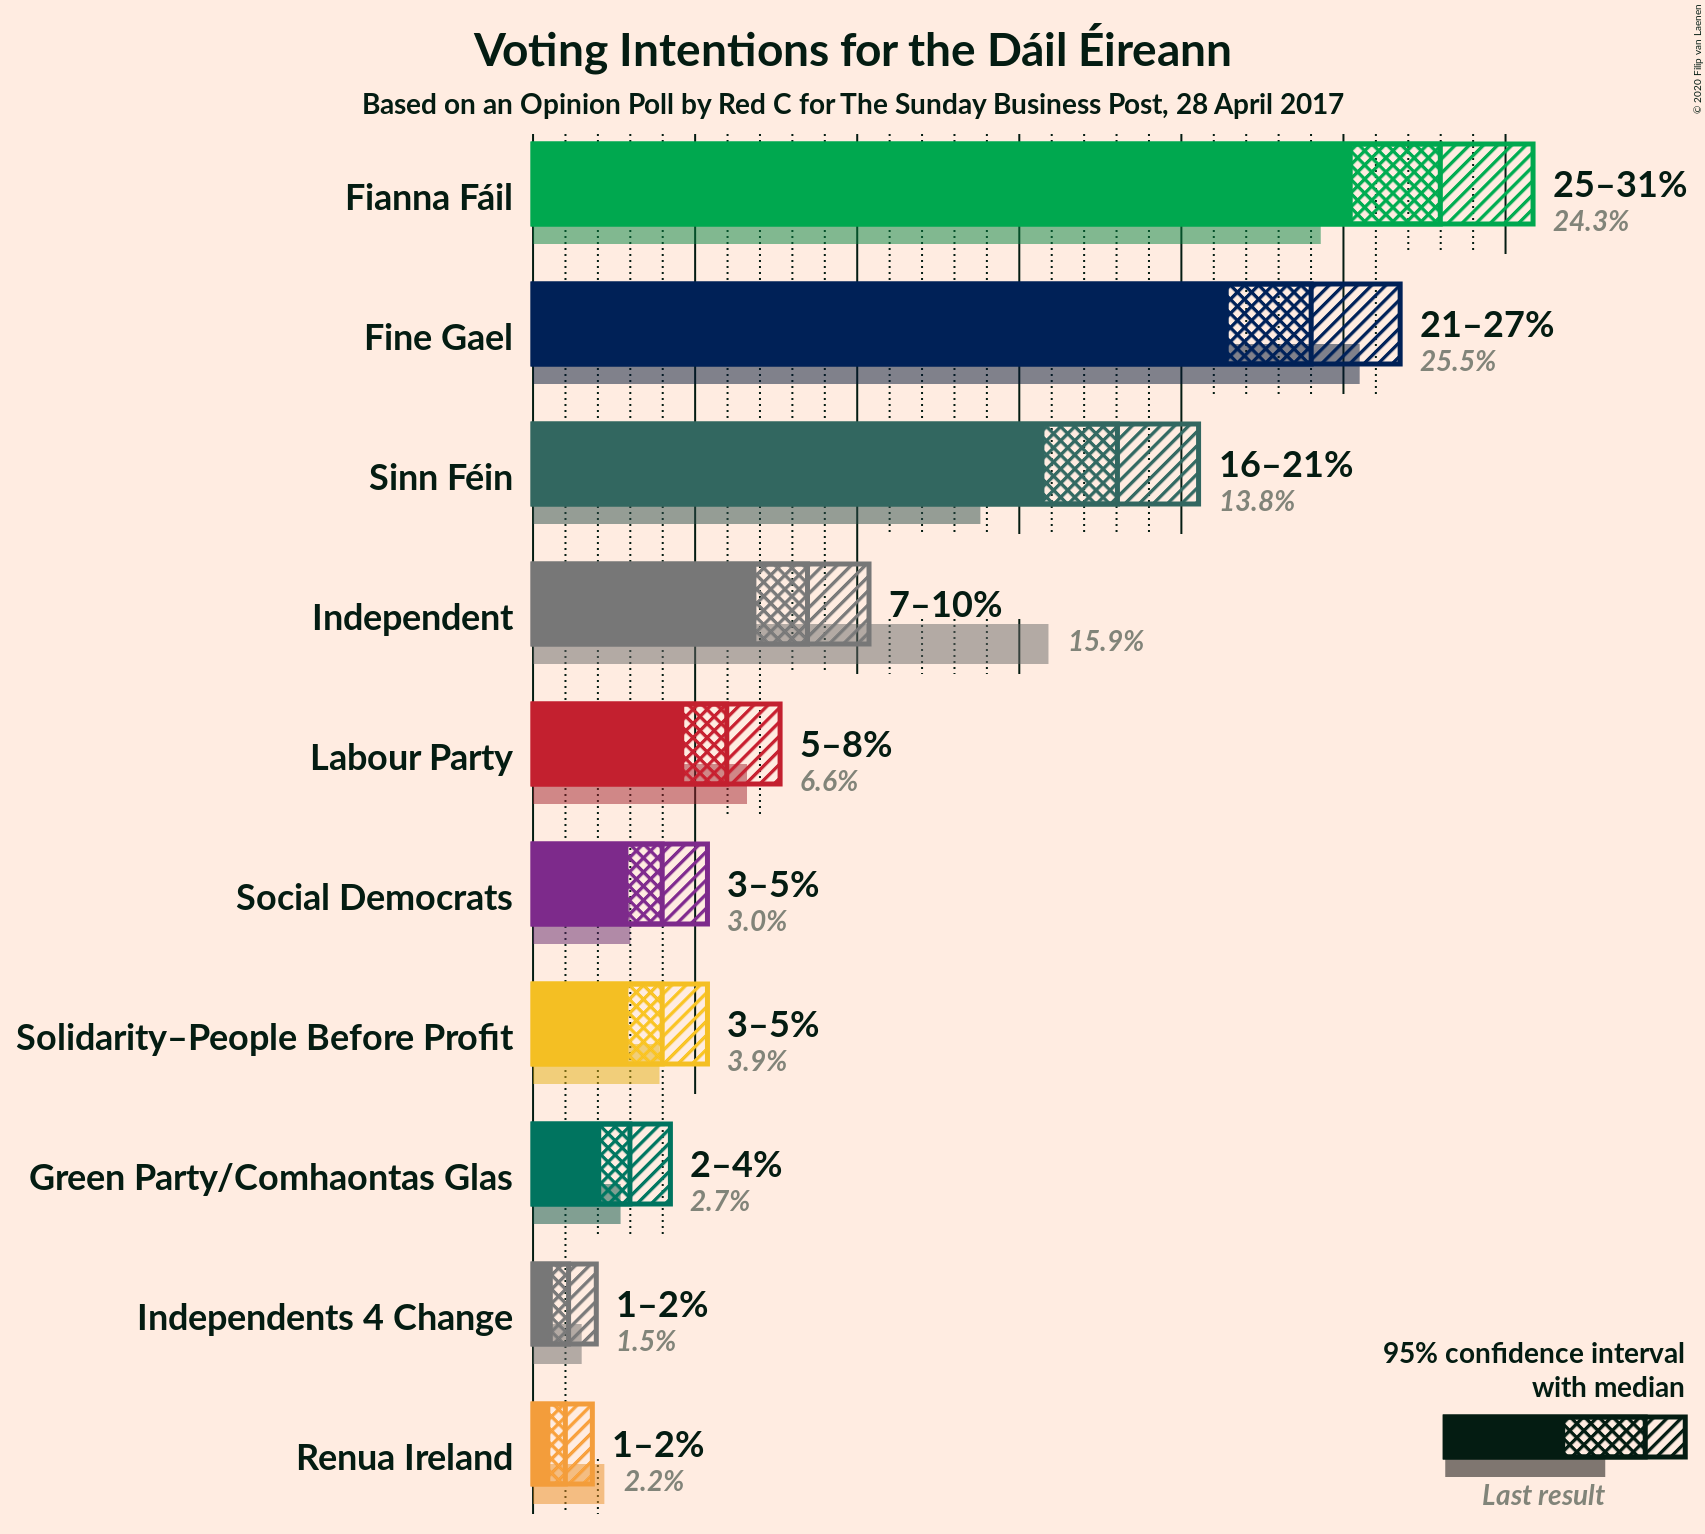 Voting Intentions for the Dáil Éireann
Based on an Opinion Poll by Red C for The Sunday Business Post, 28 April 2017
© 2020 Filip van Laenen
Fianna Fáil
25–31%
24.3%
Fine Gael
21–27%
25.5%
Sinn Féin
16–21%
13.8%
Independent
7–10%
15.9%
Labour Party
5–8%
6.6%
Social Democrats
3–5%
3.0%
Solidarity–People Before Profit
3–5%
3.9%
Green Party/Comhaontas Glas
2–4%
2.7%
Independents 4 Change
1–2%
1.5%
Renua Ireland
1–2%
2.2%
95% confidence interval
with median
Last result